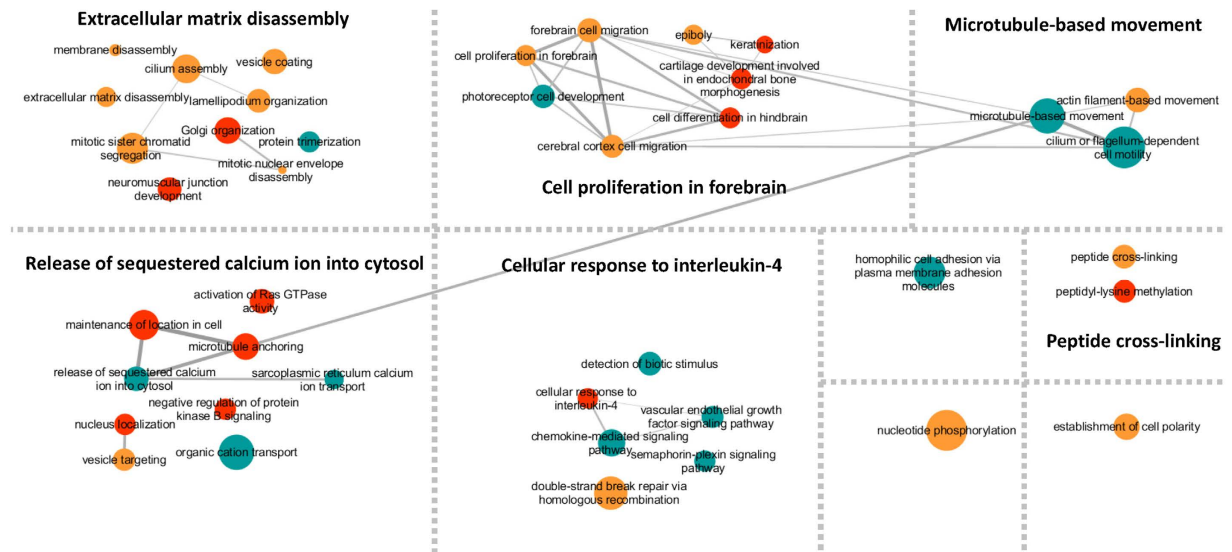 Extracellular matrix disassembly
membrane disassembly
cilium assembly
vesicle coating
extracellular matrix disassembly
lamellipodium organization
Golgi organization
protein trimerization
mitotic sister chromatid
segregation
mitotic nuclear envelope
disassembly
neuromuscular junction
development
forebrain cell migration
epiboly
keratinization
cell proliferation in forebrain
cartilage development involved
in endochondral bone
morphogenesis
photoreceptor cell development
cell differentiation in hindbrain
cerebral cortex cell migration
Cell proliferation in forebrain
Microtubule-based movement
actin filament-based movement
microtubule-based movement
cilium or flagellum-dependent
cell motility
Release of sequestered calcium ion into cytosol
activation of Ras GTPase
activity
maintenance of location in cell
microtubule anchoring
release of sequestered calcium
ion into cytosol
sarcoplasmic reticulum calcium
ion transport
negative regulation of protein
kinase B signaling
nucleus localization
vesicle targeting
organic cation transport
Cellular response to interleukin-4
detection of biotic stimulus
cellular response to
interleukin-4
vascular endothelial growth
factor signaling pathway
chemokine-mediated signaling
pathway
semaphorin-plexin signaling
pathway
double-strand break repair via
homologous recombination
homophilic cell adhesion via
plasma membrane adhesion
molecules
peptide cross-linking
peptidyl-lysine methylation
Peptide cross-linking
nucleotide phosphorylation
establishment of cell polarity